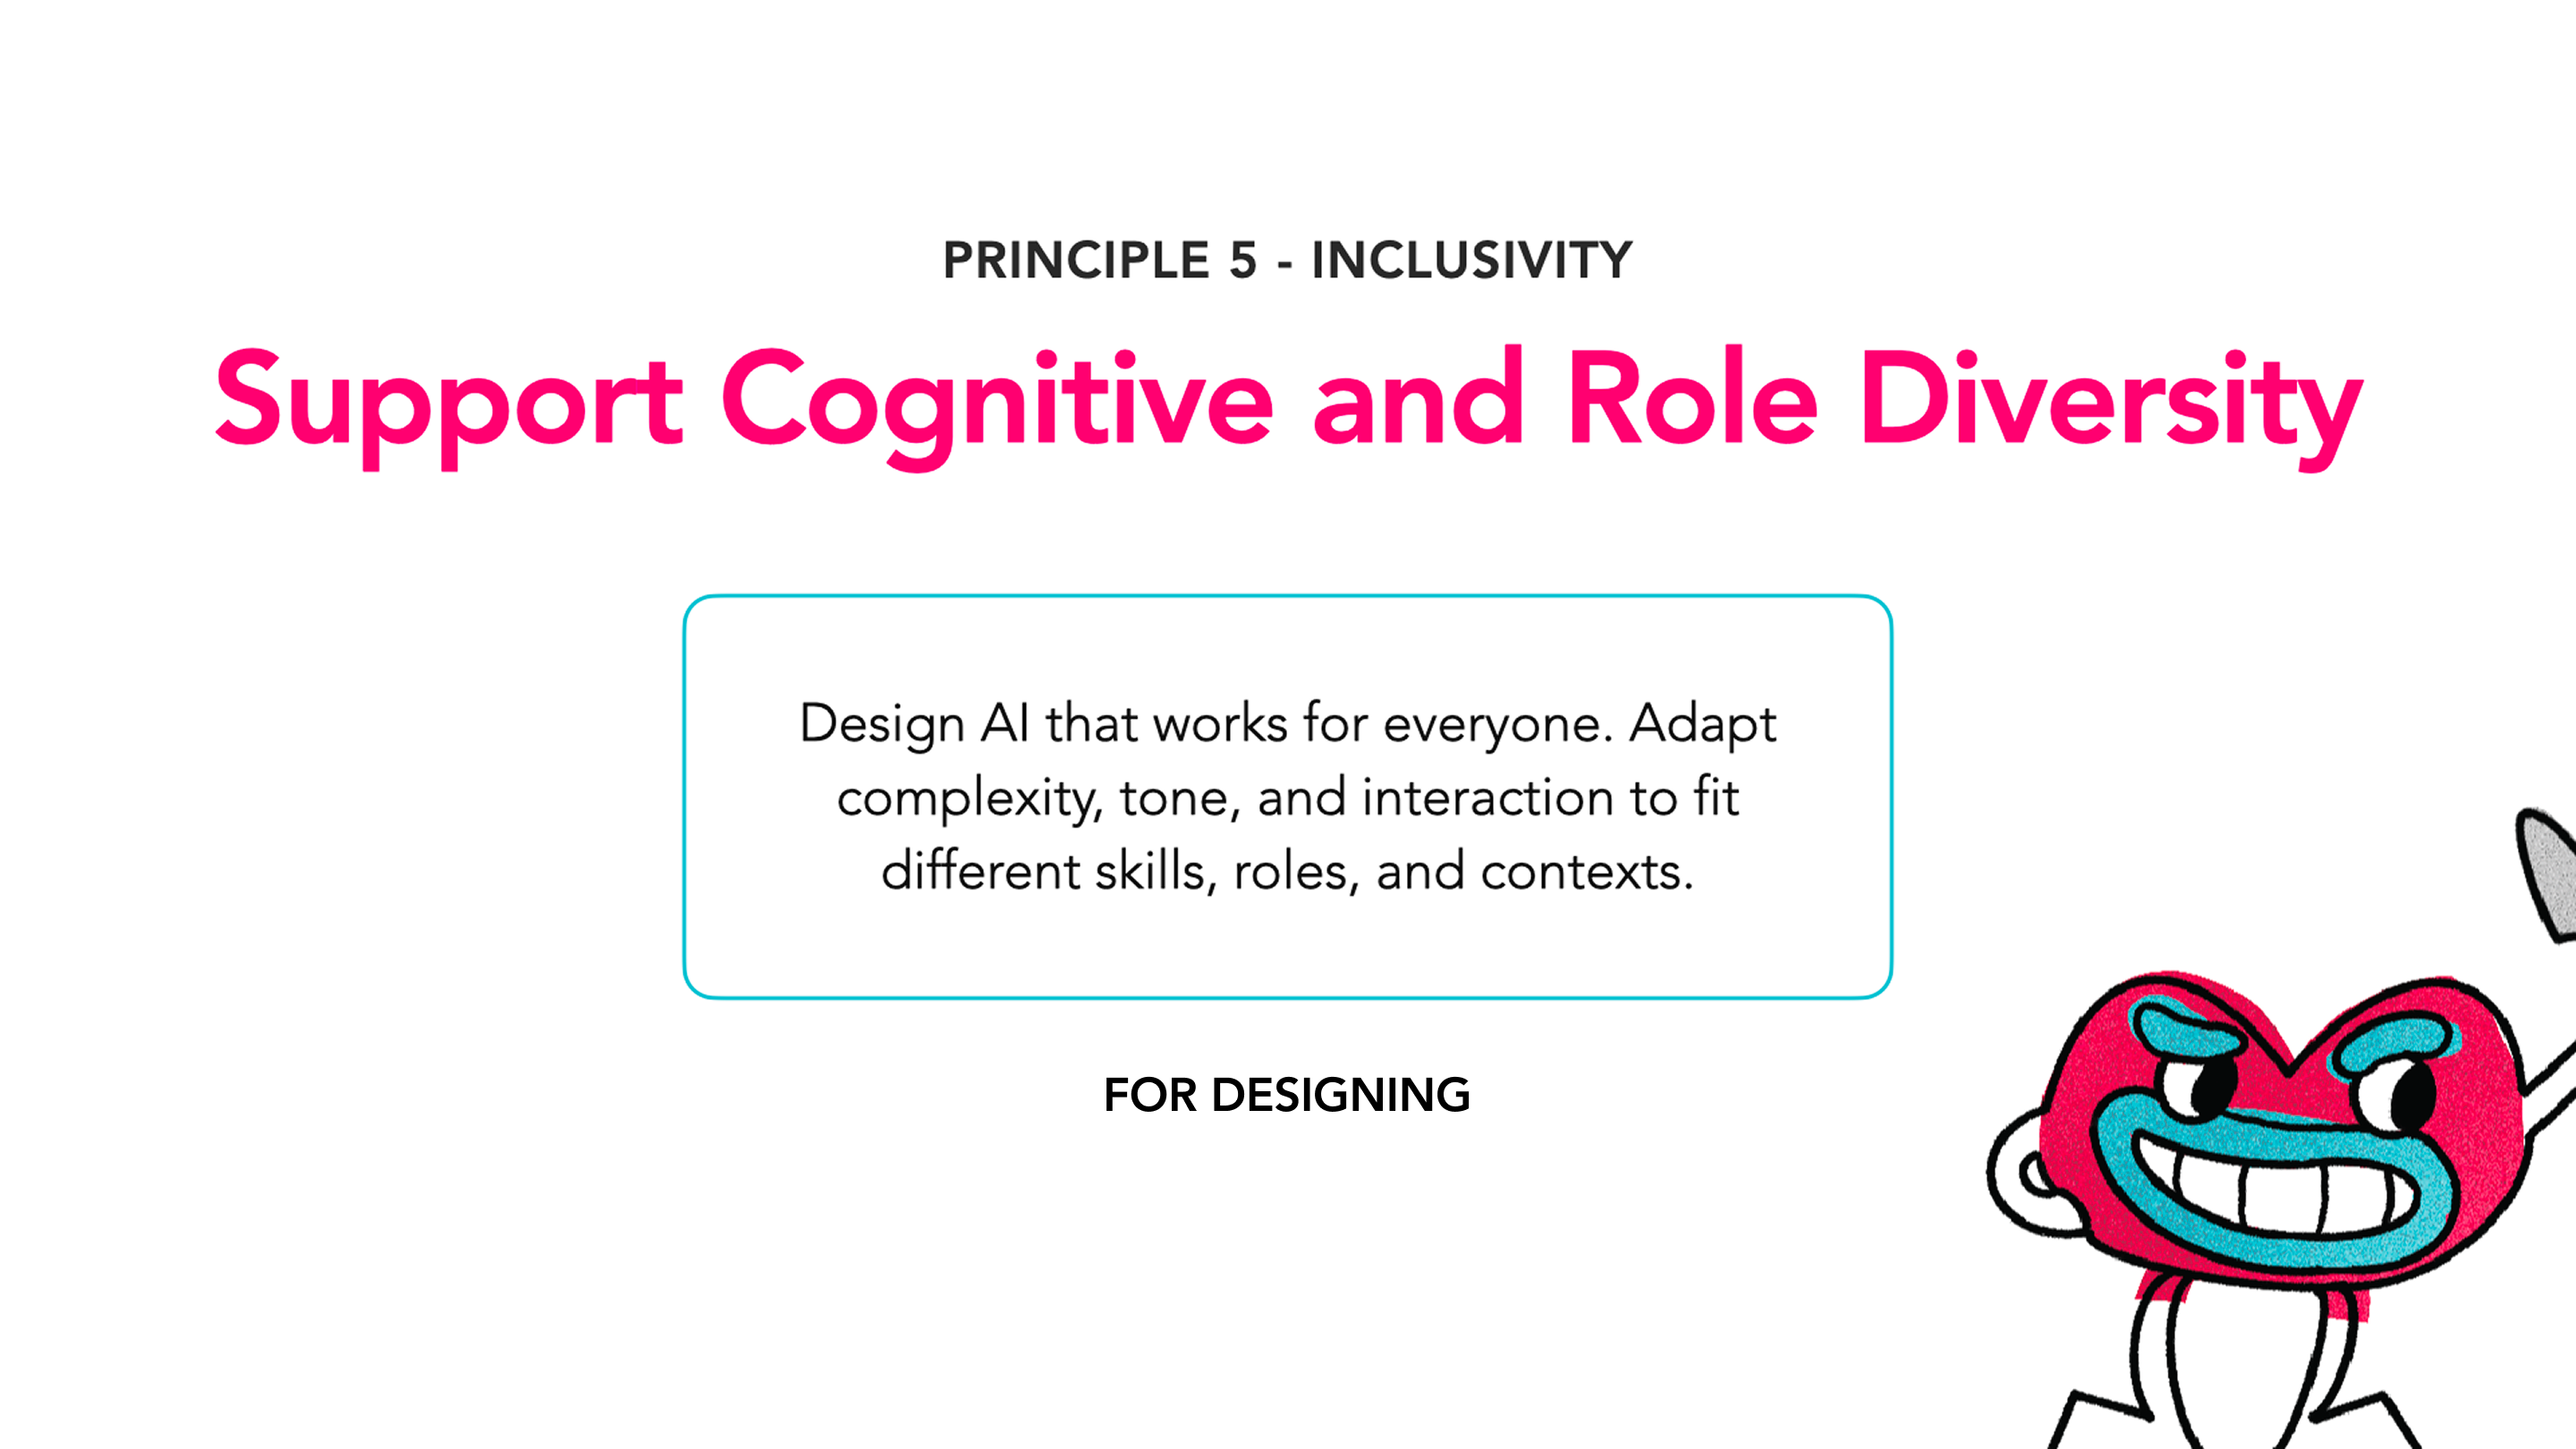 PRINCIPLE 5 - INCLUSIVITY
Support Cognitive and Role Diversity
Design AI that works for everyone. Adapt
complexity, tone, and interaction to fit
different skills, roles, and contexts.
FOR DESIGNING